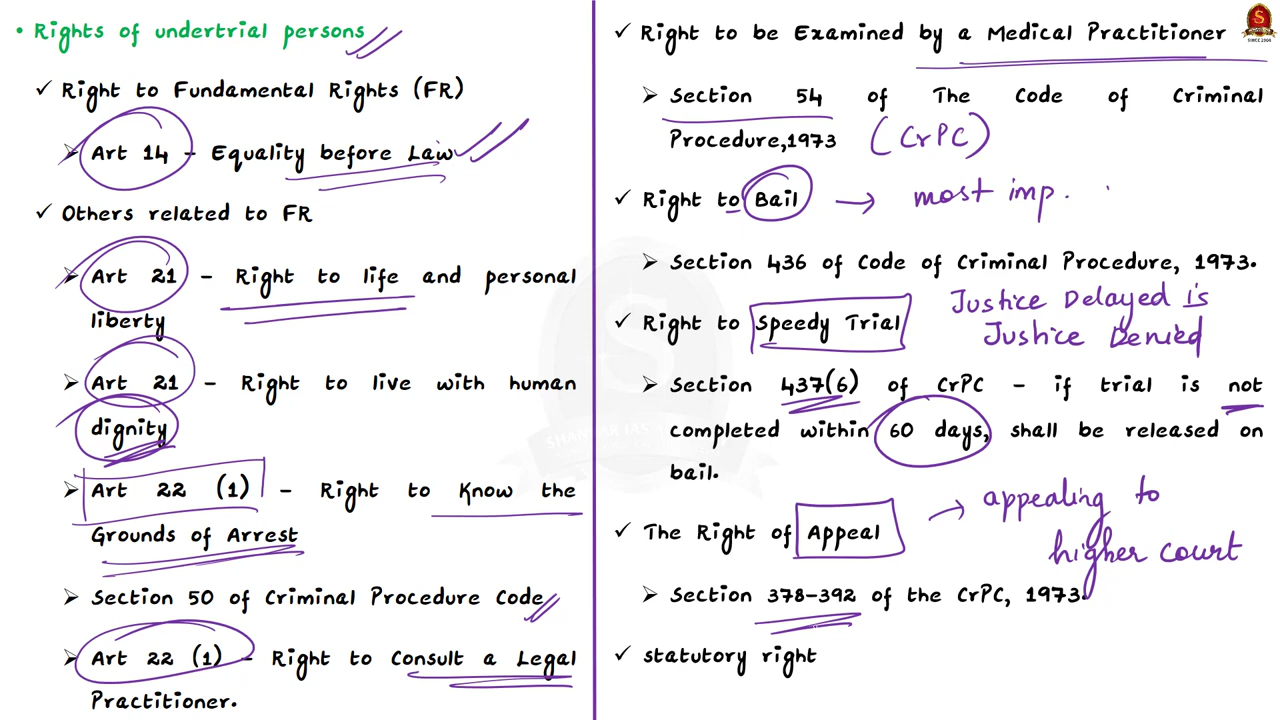 • Rights of undertrial persons
✓ Right to Fundamental Rights (FR)
➤ Art 14 - Equality before Law
✓ Others related to FR
➤ Art 21 - Right to life and personal
liberty
➤ Art 21 - Right to live with human
dignity
➤ Art 22 (1) - Right to Know the
Grounds of Arrest
➤ Section 50 of Criminal Procedure Code
➤ Art 22 (1) - Right to Consult a Legal
Practitioner.
✓ Right to be Examined by a Medical Practitioner
➤ Section 54 of The Code of Criminal
Procedure,1973 (CrPC)
✓ Right to Bail → most imp.
➤ Section 436 of Code of Criminal Procedure, 1973.
✓ Right to Speedy Trial
Justice Delayed is
Justice Denied
➤ Section 437(6) of CrPC - if trial is not
completed within 60 days, shall be released on
bail.
✓ The Right of Appeal → appealing to
higher court
➤ Section 378-392 of the CrPC, 1973.
✓ statutory right
S
SINCE 2004
SHANKAR IAS